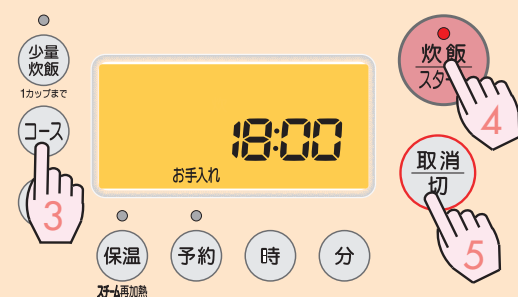 少量
炊飯
1カップまで
コース
3
18:00
お手入れ
保温
スチーム再加熱
予約
時
分
炊飯
スター
4
取消
切
5